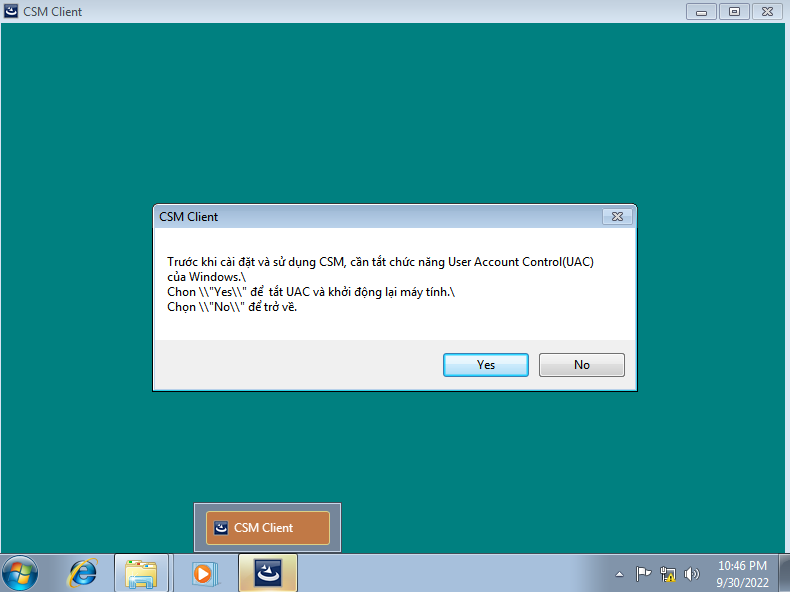 CSM Client
CSM Client
Trước khi cài đặt và sử dụng CSM, cần tắt chức năng User Account Control(UAC)
của Windows.\
Chon \\"Yes\\" để  tắt UAC và khởi động lại máy tính.\
Chọn \\"No\\" để trở về.
Yes
No
CSM Client
10:46 PM
9/30/2022